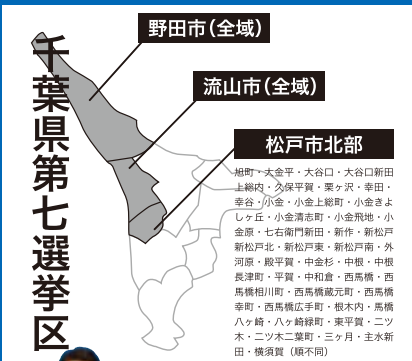 千葉県第七選挙区
野田市(全域)
流山市(全域)
松戸市北部
旭町・大金平・大谷口・大谷口新田
上総内・久保平賀・栗ヶ沢・幸田・
幸谷・小金・小金上総町・小金きよ
しヶ丘・小金清志町・小金飛地・小
金原・七右衛門新田・新作・新松戸
新松戸北・新松戸東・新松戸南・外
河原・殿平賀・中金杉・中根・中根
長津町・平賀・中和倉・西馬橋・西
馬橋相川町・西馬橋蔵元町・西馬橋
幸町・西馬橋広手町・根木内・馬橋
八ヶ崎・八ヶ崎緑町・東平賀・二ツ
木・二ツ木二葉町・三ヶ月・主水新
田・横須賀（順不同）